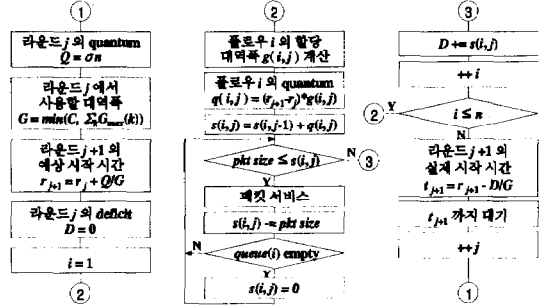 1
라운드 j 의 quantum
Q = σn
라운드 j 에서
사용할 대역폭
G=min(C, Σ_k G_max(k))
라운드 j+1 의
예상 시작 시간
r_{j+1} = r_j + Q/G
라운드 j 의 deficit
D = 0
i = 1
2
2
플로우 i 의 할당
대역폭 g(i,j) 계산
플로우 i 의 quantum
q(i,j) = (r_{j+1}-r_j)*g(i,j)
s(i,j) = s(i,j-1) + q(i,j)
pkt size ≤ s(i,j)
N
3
Y
패킷 서비스
s(i,j) -= pkt size
N
queue(i) empty
Y
s(i,j) = 0
3
D += s(i,j)
++i
2
Y
i ≤ n
N
라운드 j+1 의
실제 시작 시간
t_{j+1} = r_{j+1} - D/G
t_{j+1} 까지 대기
++j
1